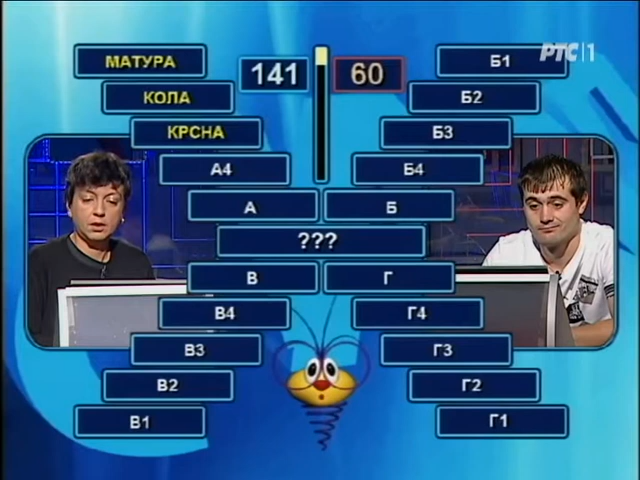 РТС 1
МАТУРА 141 60 Б1
КОЛА Б2
КРСНА Б3
А4 Б4
А Б
???
В Г
В4 Г4
В3 Г3
В2 Г2
В1 Г1